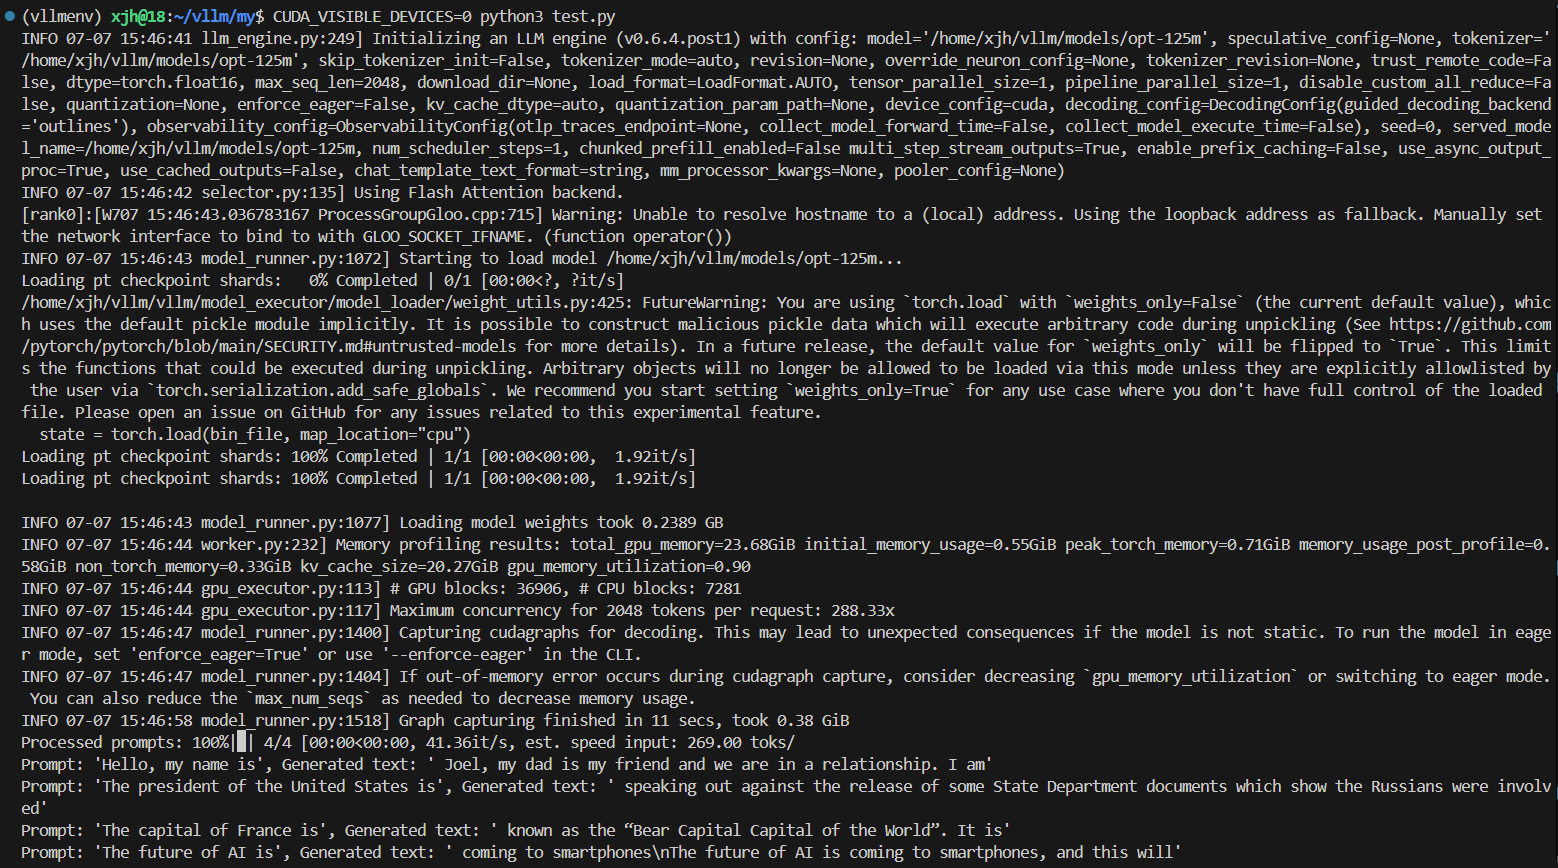 (vllmenv) xjh@18:~/vllm/my$ CUDA_VISIBLE_DEVICES=0 python3 test.py
INFO 07-07 15:46:41 llm_engine.py:249] Initializing an LLM engine (v0.6.4.post1) with config: model='/home/xjh/vllm/models/opt-125m', speculative_config=None, tokenizer='
/home/xjh/vllm/models/opt-125m', skip_tokenizer_init=False, tokenizer_mode=auto, revision=None, override_neuron_config=None, tokenizer_revision=None, trust_remote_code=Fa
lse, dtype=torch.float16, max_seq_len=2048, download_dir=None, load_format=LoadFormat.AUTO, tensor_parallel_size=1, pipeline_parallel_size=1, disable_custom_all_reduce=Fa
lse, quantization=None, enforce_eager=False, kv_cache_dtype=auto, quantization_param_path=None, device_config=cuda, decoding_config=DecodingConfig(guided_decoding_backend
='outlines'), observability_config=ObservabilityConfig(otlp_traces_endpoint=None, collect_model_forward_time=False, collect_model_execute_time=False), seed=0, served_mode
l_name=/home/xjh/vllm/models/opt-125m, num_scheduler_steps=1, chunked_prefill_enabled=False multi_step_stream_outputs=True, enable_prefix_caching=False, use_async_output_
proc=True, use_cached_outputs=False, chat_template_text_format=string, mm_processor_kwargs=None, pooler_config=None)
INFO 07-07 15:46:42 selector.py:135] Using Flash Attention backend.
[rank0]:[W707 15:46:43.036783167 ProcessGroupGloo.cpp:715] Warning: Unable to resolve hostname to a (local) address. Using the loopback address as fallback. Manually set
the network interface to bind to with GLOO_SOCKET_IFNAME. (function operator())
INFO 07-07 15:46:43 model_runner.py:1072] Starting to load model /home/xjh/vllm/models/opt-125m...
Loading pt checkpoint shards:   0% Completed | 0/1 [00:00<?, ?it/s]
/home/xjh/vllm/vllm/model_executor/model_loader/weight_utils.py:425: FutureWarning: You are using `torch.load` with `weights_only=False` (the current default value), whic
h uses the default pickle module implicitly. It is possible to construct malicious pickle data which will execute arbitrary code during unpickling (See https://github.com
/pytorch/pytorch/blob/main/SECURITY.md#untrusted-models for more details). In a future release, the default value for `weights_only` will be flipped to `True`. This limit
s the functions that could be executed during unpickling. Arbitrary objects will no longer be allowed to be loaded via this mode unless they are explicitly allowlisted by
 the user via `torch.serialization.add_safe_globals`. We recommend you start setting `weights_only=True` for any use case where you don't have full control of the loaded
file. Please open an issue on GitHub for any issues related to this experimental feature.
  state = torch.load(bin_file, map_location="cpu")
Loading pt checkpoint shards: 100% Completed | 1/1 [00:00<00:00,  1.92it/s]
Loading pt checkpoint shards: 100% Completed | 1/1 [00:00<00:00,  1.92it/s]
INFO 07-07 15:46:43 model_runner.py:1077] Loading model weights took 0.2389 GB
INFO 07-07 15:46:44 worker.py:232] Memory profiling results: total_gpu_memory=23.68GiB initial_memory_usage=0.55GiB peak_torch_memory=0.71GiB memory_usage_post_profile=0.
58GiB non_torch_memory=0.33GiB kv_cache_size=20.27GiB gpu_memory_utilization=0.90
INFO 07-07 15:46:44 gpu_executor.py:113] # GPU blocks: 36906, # CPU blocks: 7281
INFO 07-07 15:46:44 gpu_executor.py:117] Maximum concurrency for 2048 tokens per request: 288.33x
INFO 07-07 15:46:47 model_runner.py:1400] Capturing cudagraphs for decoding. This may lead to unexpected consequences if the model is not static. To run the model in eage
r mode, set 'enforce_eager=True' or use '--enforce-eager' in the CLI.
INFO 07-07 15:46:47 model_runner.py:1404] If out-of-memory error occurs during cudagraph capture, consider decreasing `gpu_memory_utilization` or switching to eager mode.
 You can also reduce the `max_num_seqs` as needed to decrease memory usage.
INFO 07-07 15:46:58 model_runner.py:1518] Graph capturing finished in 11 secs, took 0.38 GiB
Processed prompts: 100%|█| 4/4 [00:00<00:00, 41.36it/s, est. speed input: 269.00 toks/
Prompt: 'Hello, my name is', Generated text: ' Joel, my dad is my friend and we are in a relationship. I am'
Prompt: 'The president of the United States is', Generated text: ' speaking out against the release of some State Department documents which show the Russians were involv
ed'
Prompt: 'The capital of France is', Generated text: ' known as the “Bear Capital Capital of the World”. It is'
Prompt: 'The future of AI is', Generated text: ' coming to smartphones\nThe future of AI is coming to smartphones, and this will'